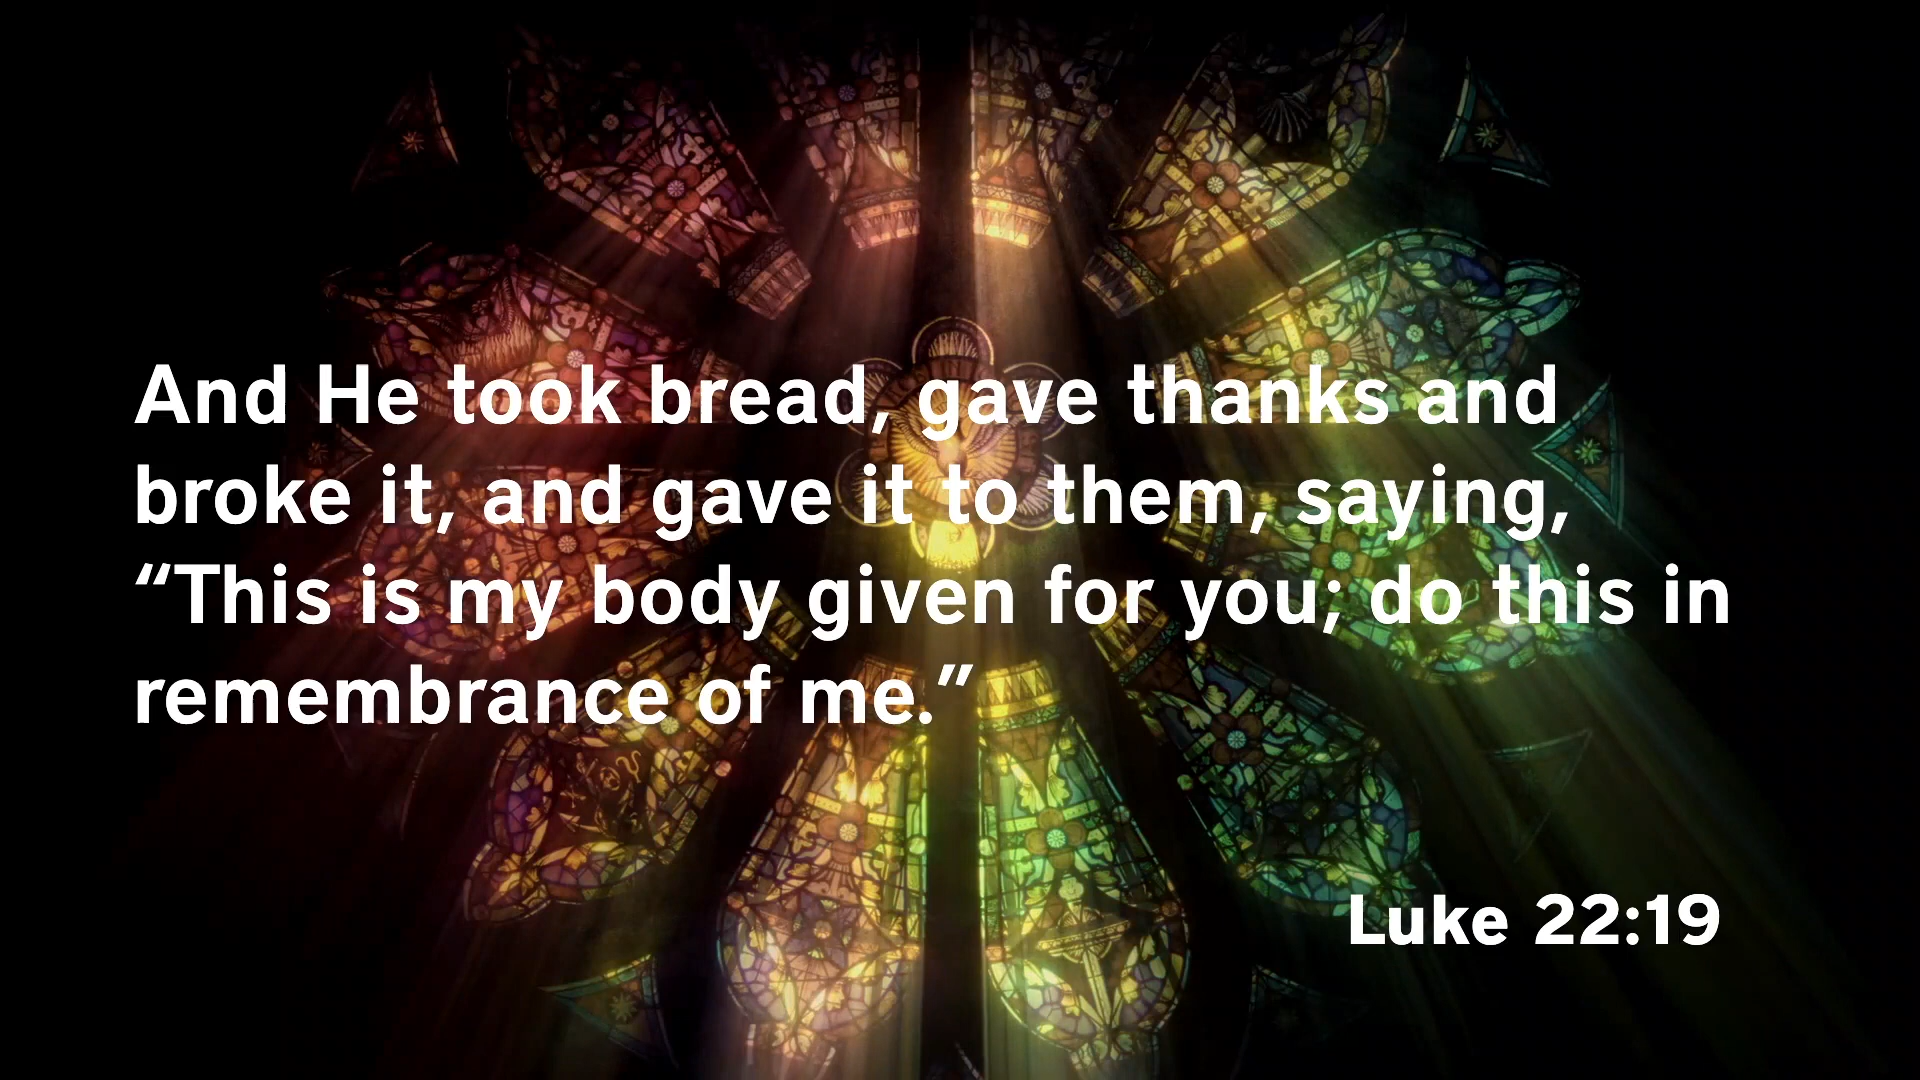 And He took bread, gave thanks and
broke it, and gave it to them, saying,
“This is my body given for you; do this in
remembrance of me.”
Luke 22:19